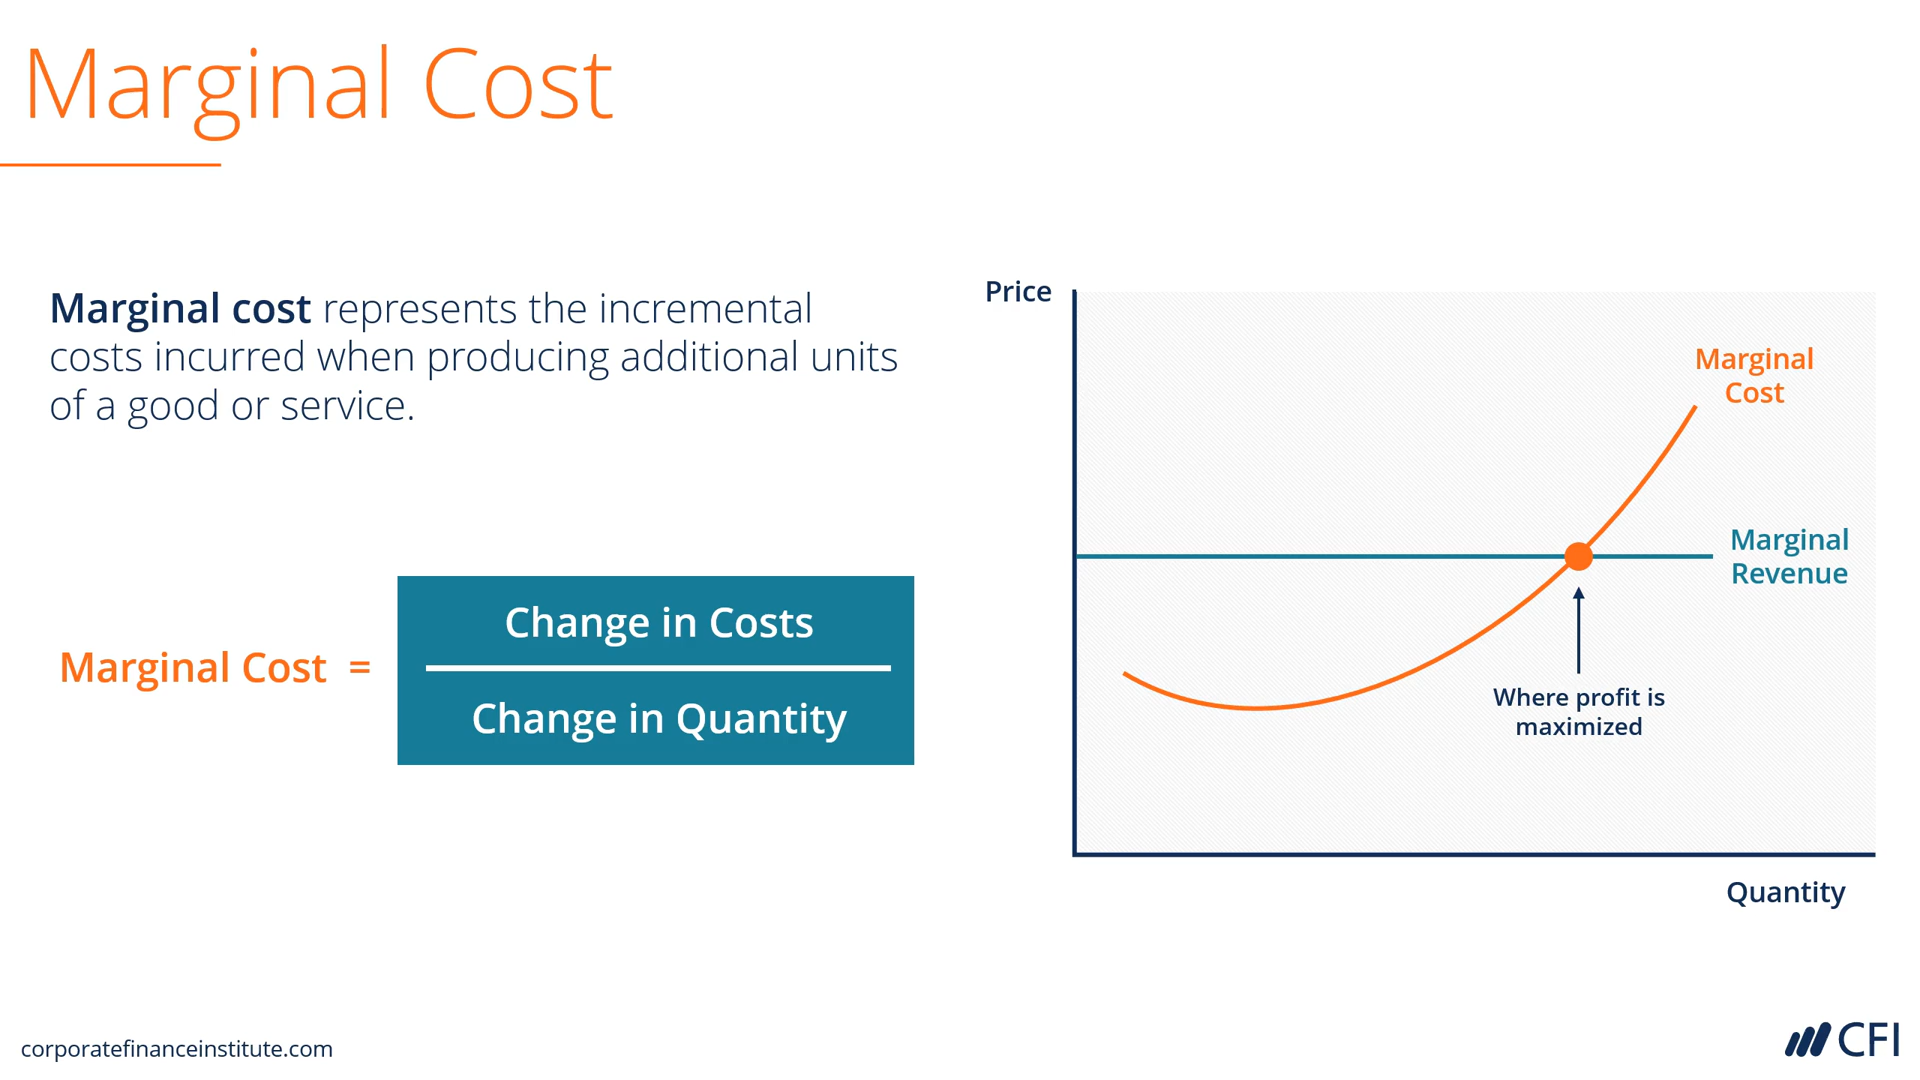 Marginal Cost
Marginal cost represents the incremental
costs incurred when producing additional units
of a good or service.
Marginal Cost =
Change in Costs
Change in Quantity
Price
Marginal
Cost
Marginal
Revenue
Where profit is
maximized
Quantity
corporatefinanceinstitute.com
CFI